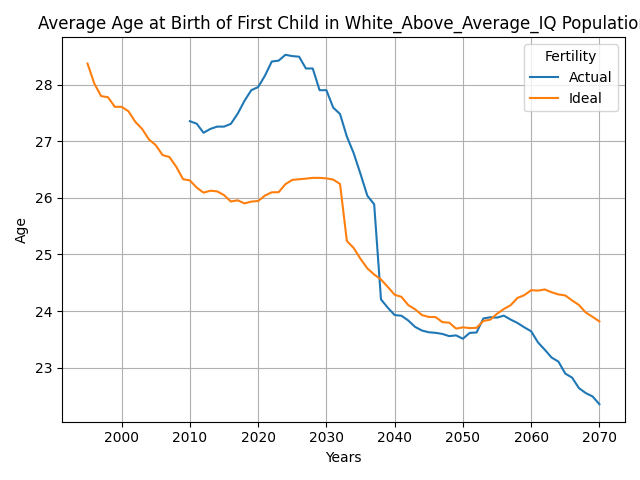 Average Age at Birth of First Child in White_Above_Average_IQ Population
Fertility
Actual
Ideal
28
27
26
25
24
23
Age
2000
2010
2020
2030
2040
2050
2060
2070
Years